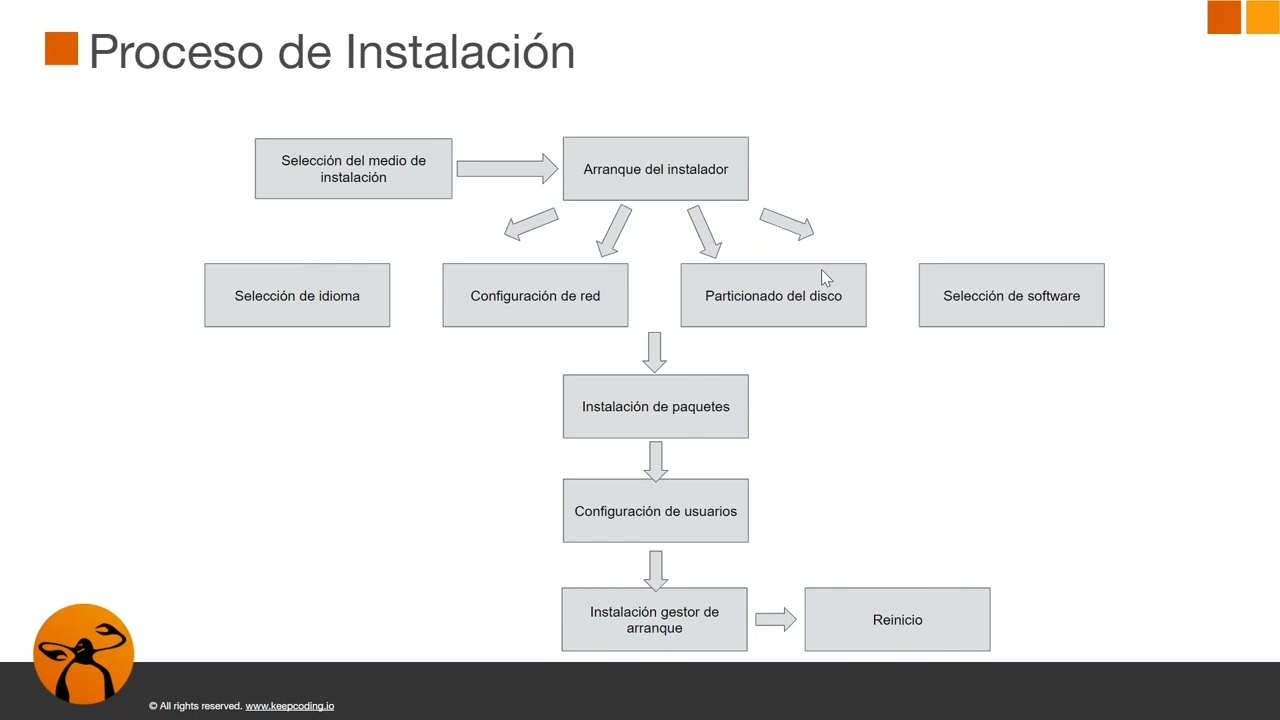 Proceso de Instalación
Selección del medio de
instalación
Arranque del instalador
Selección de idioma
Configuración de red
Particionado del disco
Selección de software
Instalación de paquetes
Configuración de usuarios
Instalación gestor de
arranque
Reinicio
© All rights reserved. www.keepcoding.io